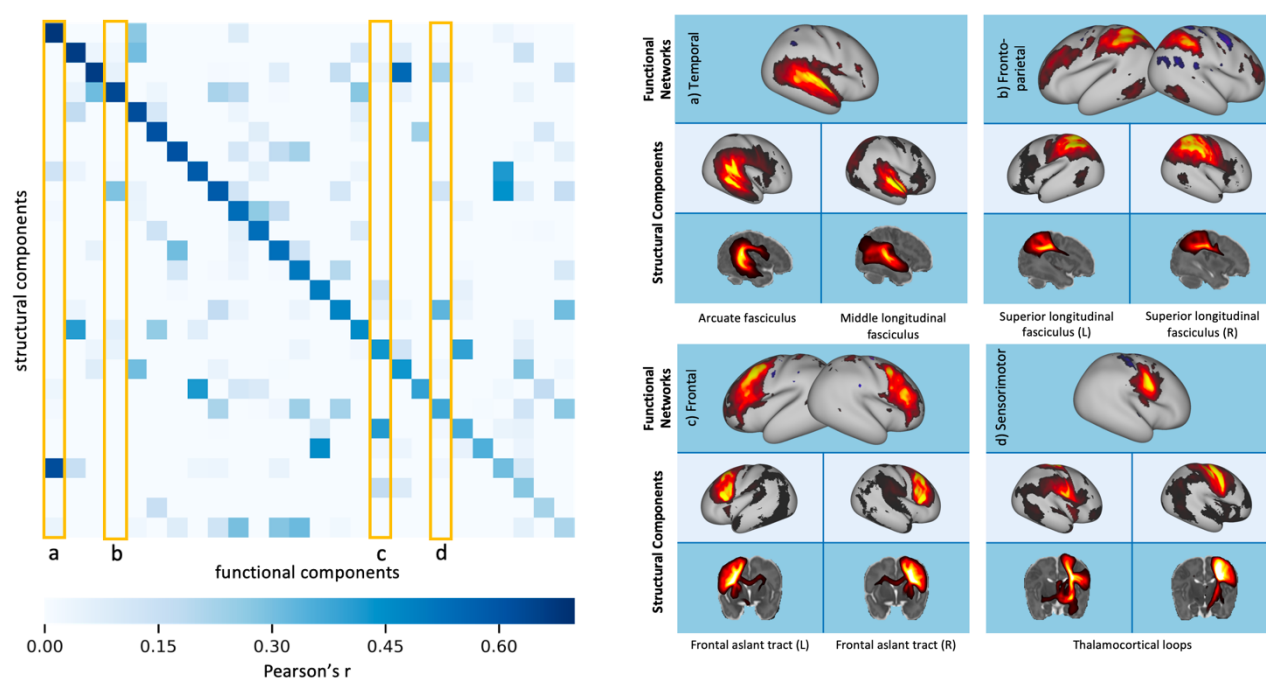 structural components
a
b
c
d
functional components
0.00
0.15
0.30
0.45
0.60
Pearson's r
Functional
Networks
a) Temporal
b) Fronto-
parietal
Structural Components
Arcuate fasciculus
Middle longitudinal
fasciculus
Superior longitudinal
fasciculus (L)
Superior longitudinal
fasciculus (R)
Functional
Networks
c) Frontal
d) Sensorimotor
Structural Components
Frontal aslant tract (L)
Frontal aslant tract (R)
Thalamocortical loops